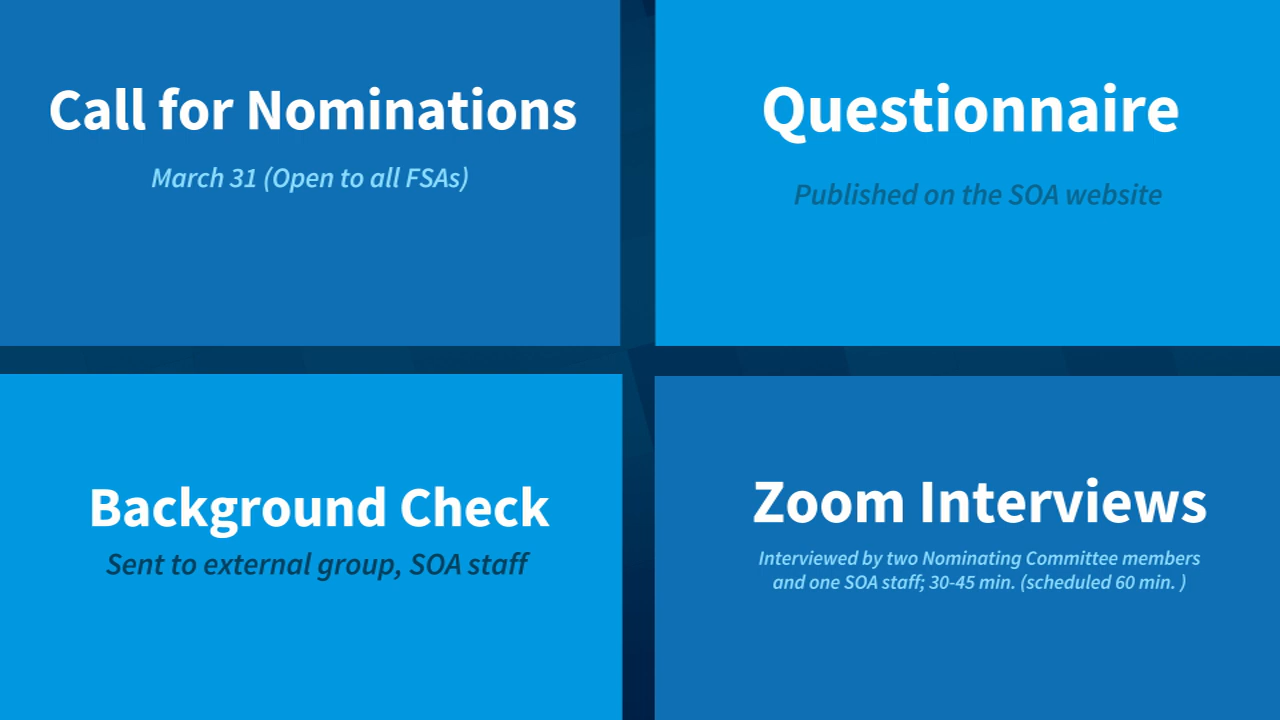 Call for Nominations
March 31 (Open to all FSAs)
Questionnaire
Published on the SOA website
Background Check
Sent to external group, SOA staff
Zoom Interviews
Interviewed by two Nominating Committee members
and one SOA staff; 30-45 min. (scheduled 60 min. )